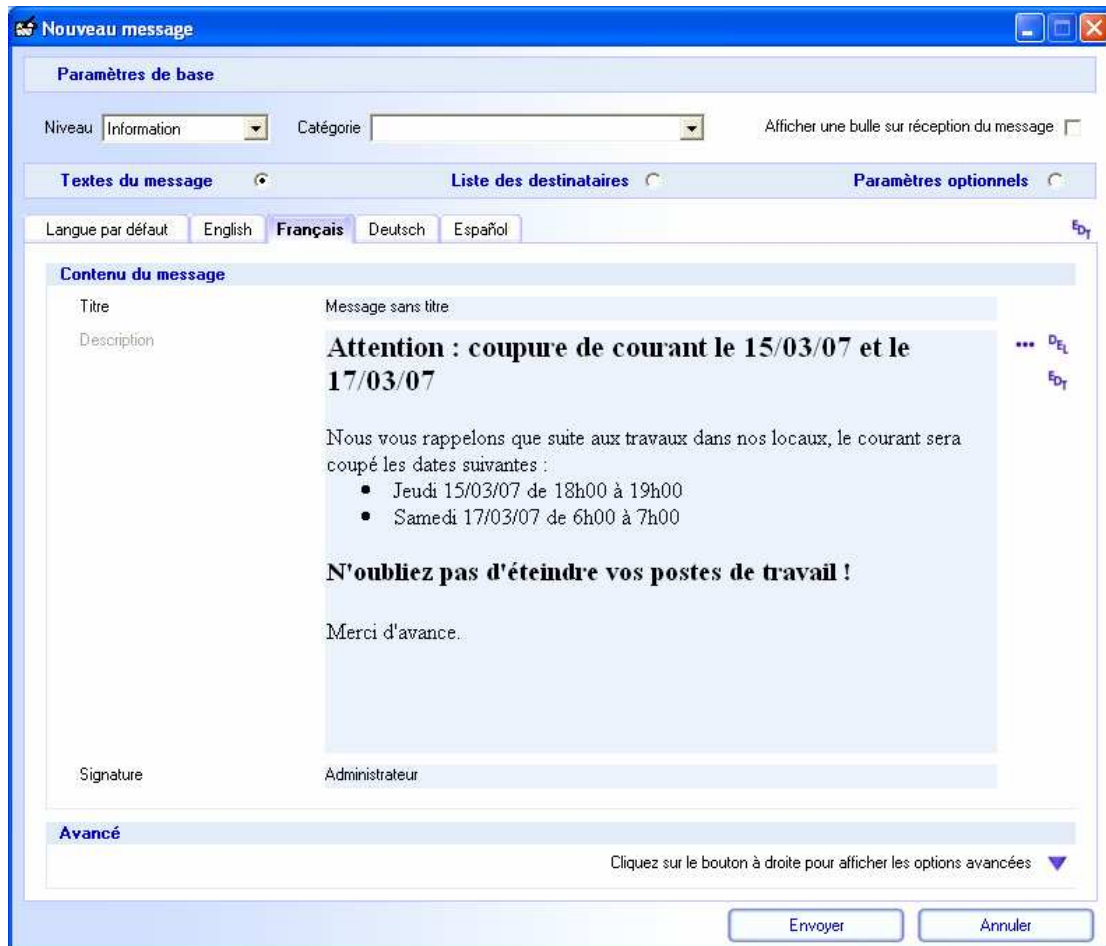 Nouveau message
Paramètres de base
Niveau Information Catégorie Afficher une bulle sur réception du message
Textes du message Liste des destinataires Paramètres optionnels
Langue par défaut English Français Deutsch Español EDT
Contenu du message
Titre Message sans titre
Description Attention : coupure de courant le 15/03/07 et le ... DEL
17/03/07 EDT
Nous vous rappelons que suite aux travaux dans nos locaux, le courant sera
coupé les dates suivantes :
• Jeudi 15/03/07 de 18h00 à 19h00
• Samedi 17/03/07 de 6h00 à 7h00
N'oubliez pas d'éteindre vos postes de travail !
Merci d'avance.
Signature Administrateur
Avancé
Cliquez sur le bouton à droite pour afficher les options avancées
Envoyer Annuler